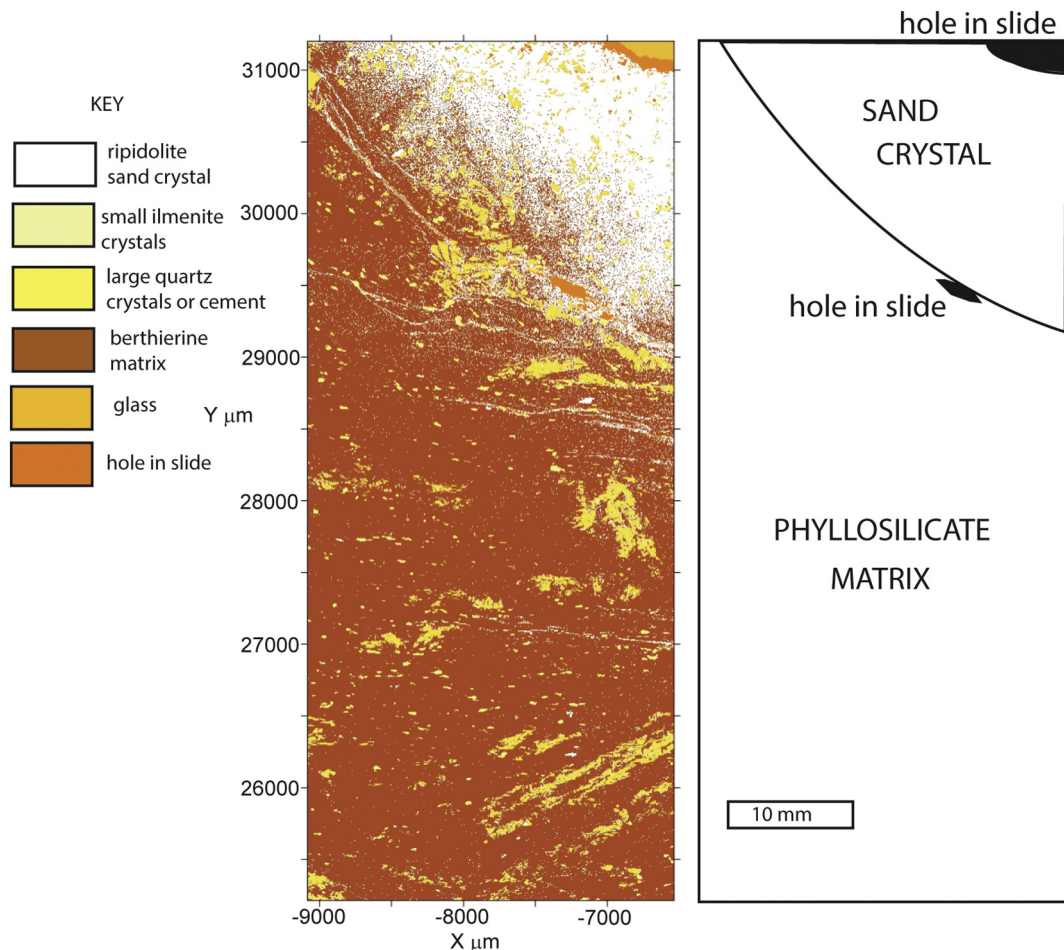 KEY
ripidolite
sand crystal
small ilmenite
crystals
large quartz
crystals or cement
berthierine
matrix
glass
hole in slide
31000
30000
29000
Y μm
28000
27000
26000
-9000 -8000 -7000
X μm
hole in slide
SAND
CRYSTAL
hole in slide
PHYLLOSILICATE
MATRIX
10 mm